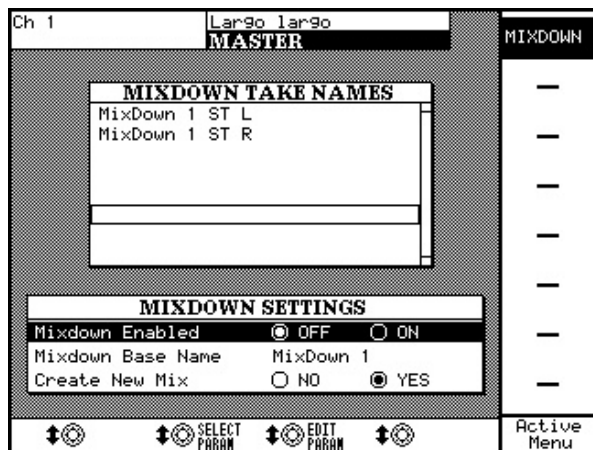 Ch 1
Largo largo
MASTER
MIXDOWN
MIXDOWN TAKE NAMES
MixDown 1 ST L
MixDown 1 ST R
MIXDOWN SETTINGS
Mixdown Enabled OFF ON
Mixdown Base Name MixDown 1
Create New Mix NO YES
SELECT PARAM
EDIT PARAM
Active Menu